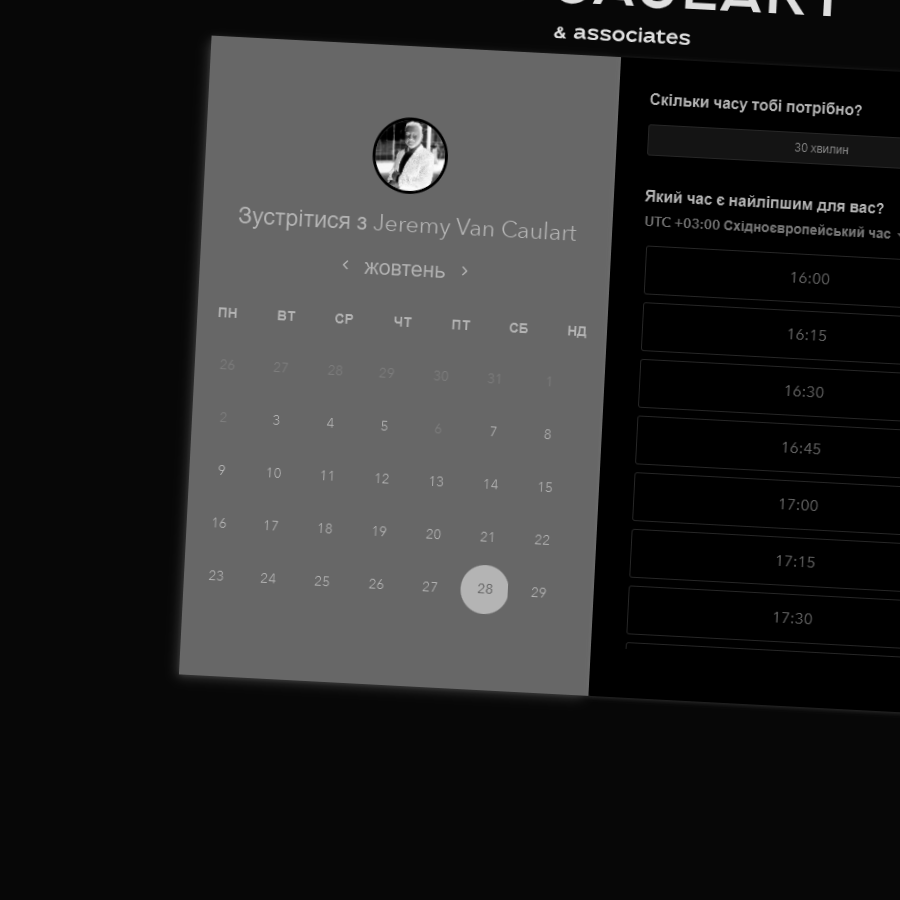 CAULART
& associates
Зустрітися з Jeremy Van Caulart
жовтень
ПН ВТ СР ЧТ ПТ СБ НД
26 27 28 29 30 31 1
2 3 4 5 6 7 8
9 10 11 12 13 14 15
16 17 18 19 20 21 22
23 24 25 26 27 28 29
Скільки часу тобі потрібно?
30 хвилин
Який час є найліпшим для вас?
UTC +03:00 Східноєвропейський час
16:00
16:15
16:30
16:45
17:00
17:15
17:30